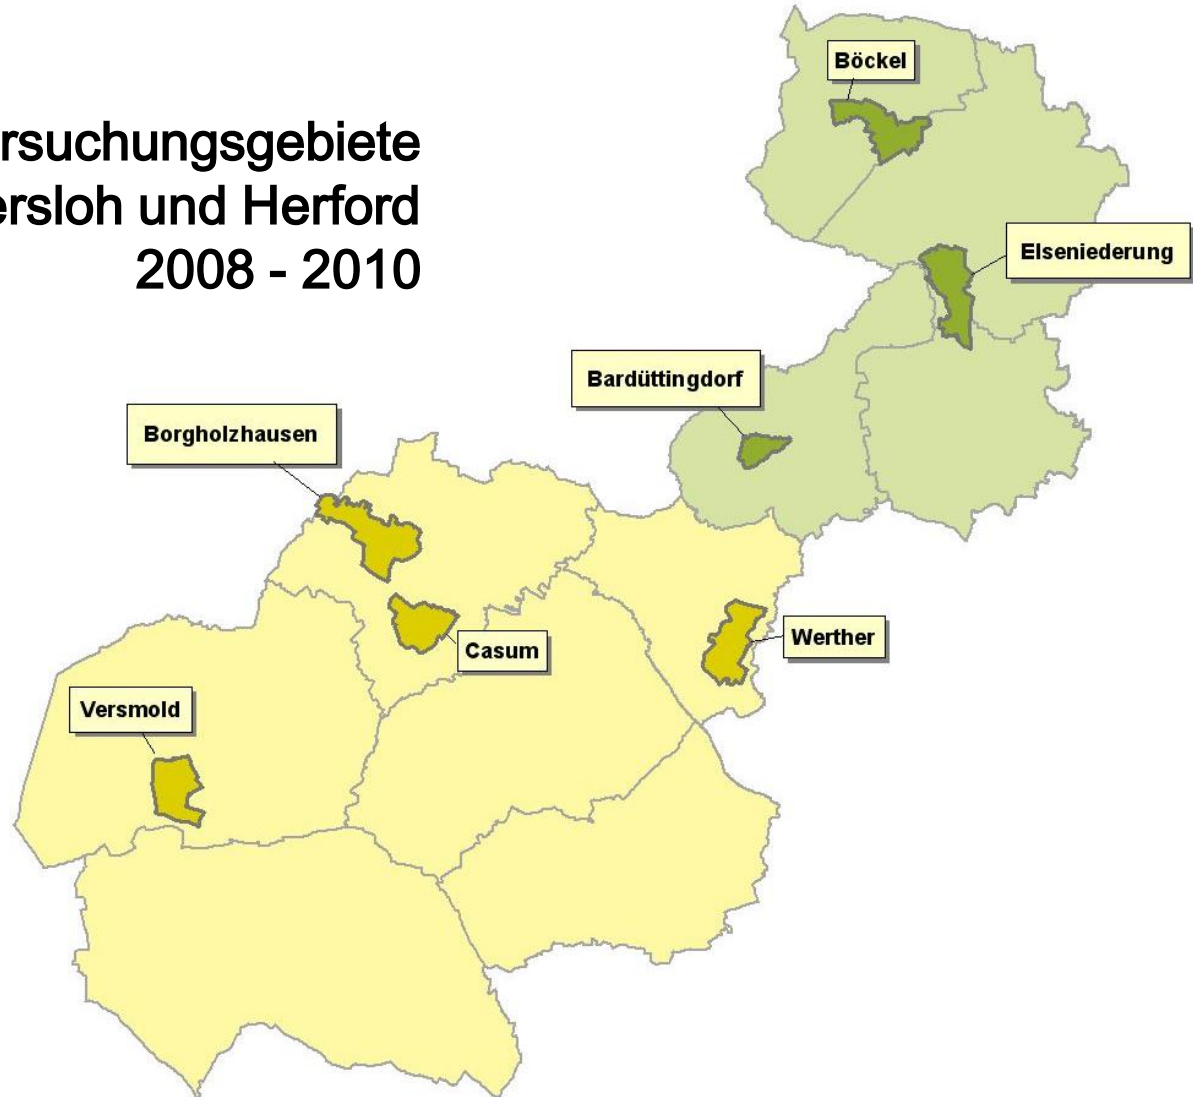 rsuchungsgebiete
ersloh und Herford
2008 - 2010
Böckel
Elseniederung
Bardüttingdorf
Borgholzhausen
Casum
Werther
Versmold